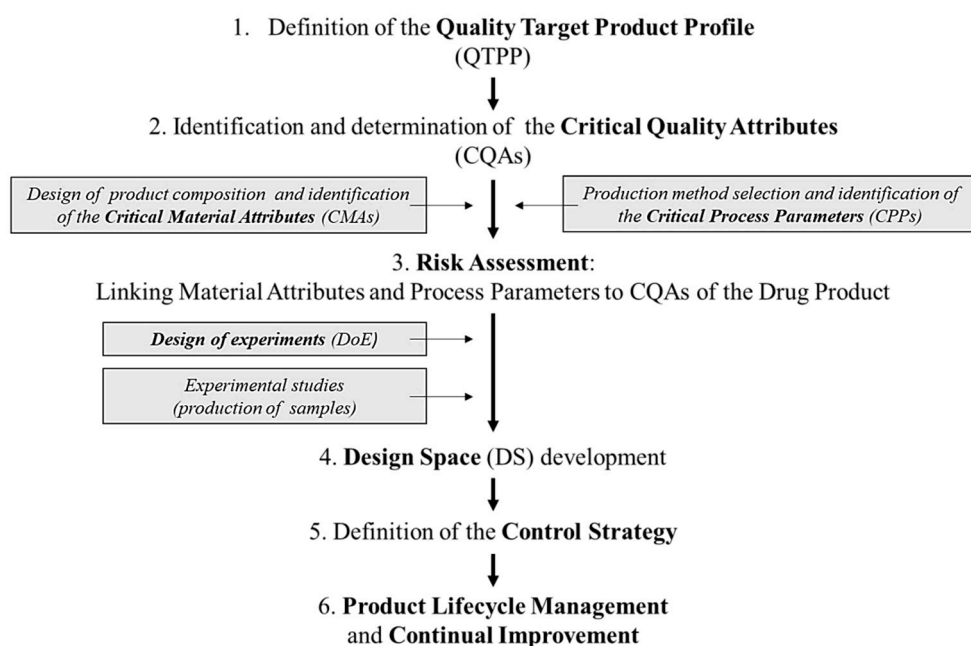 1. Definition of the Quality Target Product Profile
(QTPP)
2. Identification and determination of the Critical Quality Attributes
(CQAs)
Design of product composition and identification
of the Critical Material Attributes (CMAs)
Production method selection and identification of
the Critical Process Parameters (CPPs)
3. Risk Assessment:
Linking Material Attributes and Process Parameters to CQAs of the Drug Product
Design of experiments (DoE)
Experimental studies
(production of samples)
4. Design Space (DS) development
5. Definition of the Control Strategy
6. Product Lifecycle Management
and Continual Improvement